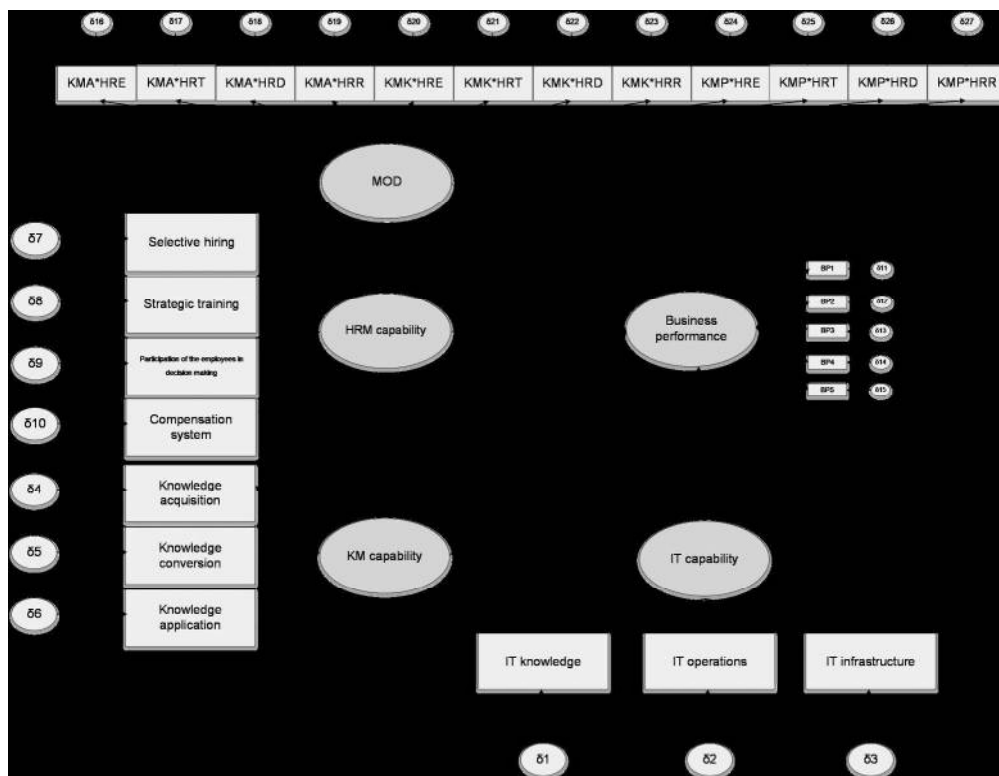 δ16 δ17 δ18 δ19 δ20 δ21 δ22 δ23 δ24 δ25 δ26 δ27
KMA*HRE KMA*HRT KMA*HRD KMA*HRR KMK*HRE KMK*HRT KMK*HRD KMK*HRR KMP*HRE KMP*HRT KMP*HRD KMP*HRR
MOD
δ7
Selective hiring
δ8
Strategic training
δ9
Participation of the employees in
decision making
δ10
Compensation
system
HRM capability
Business
performance
BP1 δ11
BP2 δ12
BP3 δ13
BP4 δ14
BP5 δ15
δ4
Knowledge
acquisition
δ5
Knowledge
conversion
δ6
Knowledge
application
KM capability
IT capability
IT knowledge
IT operations
IT infrastructure
δ1 δ2 δ3